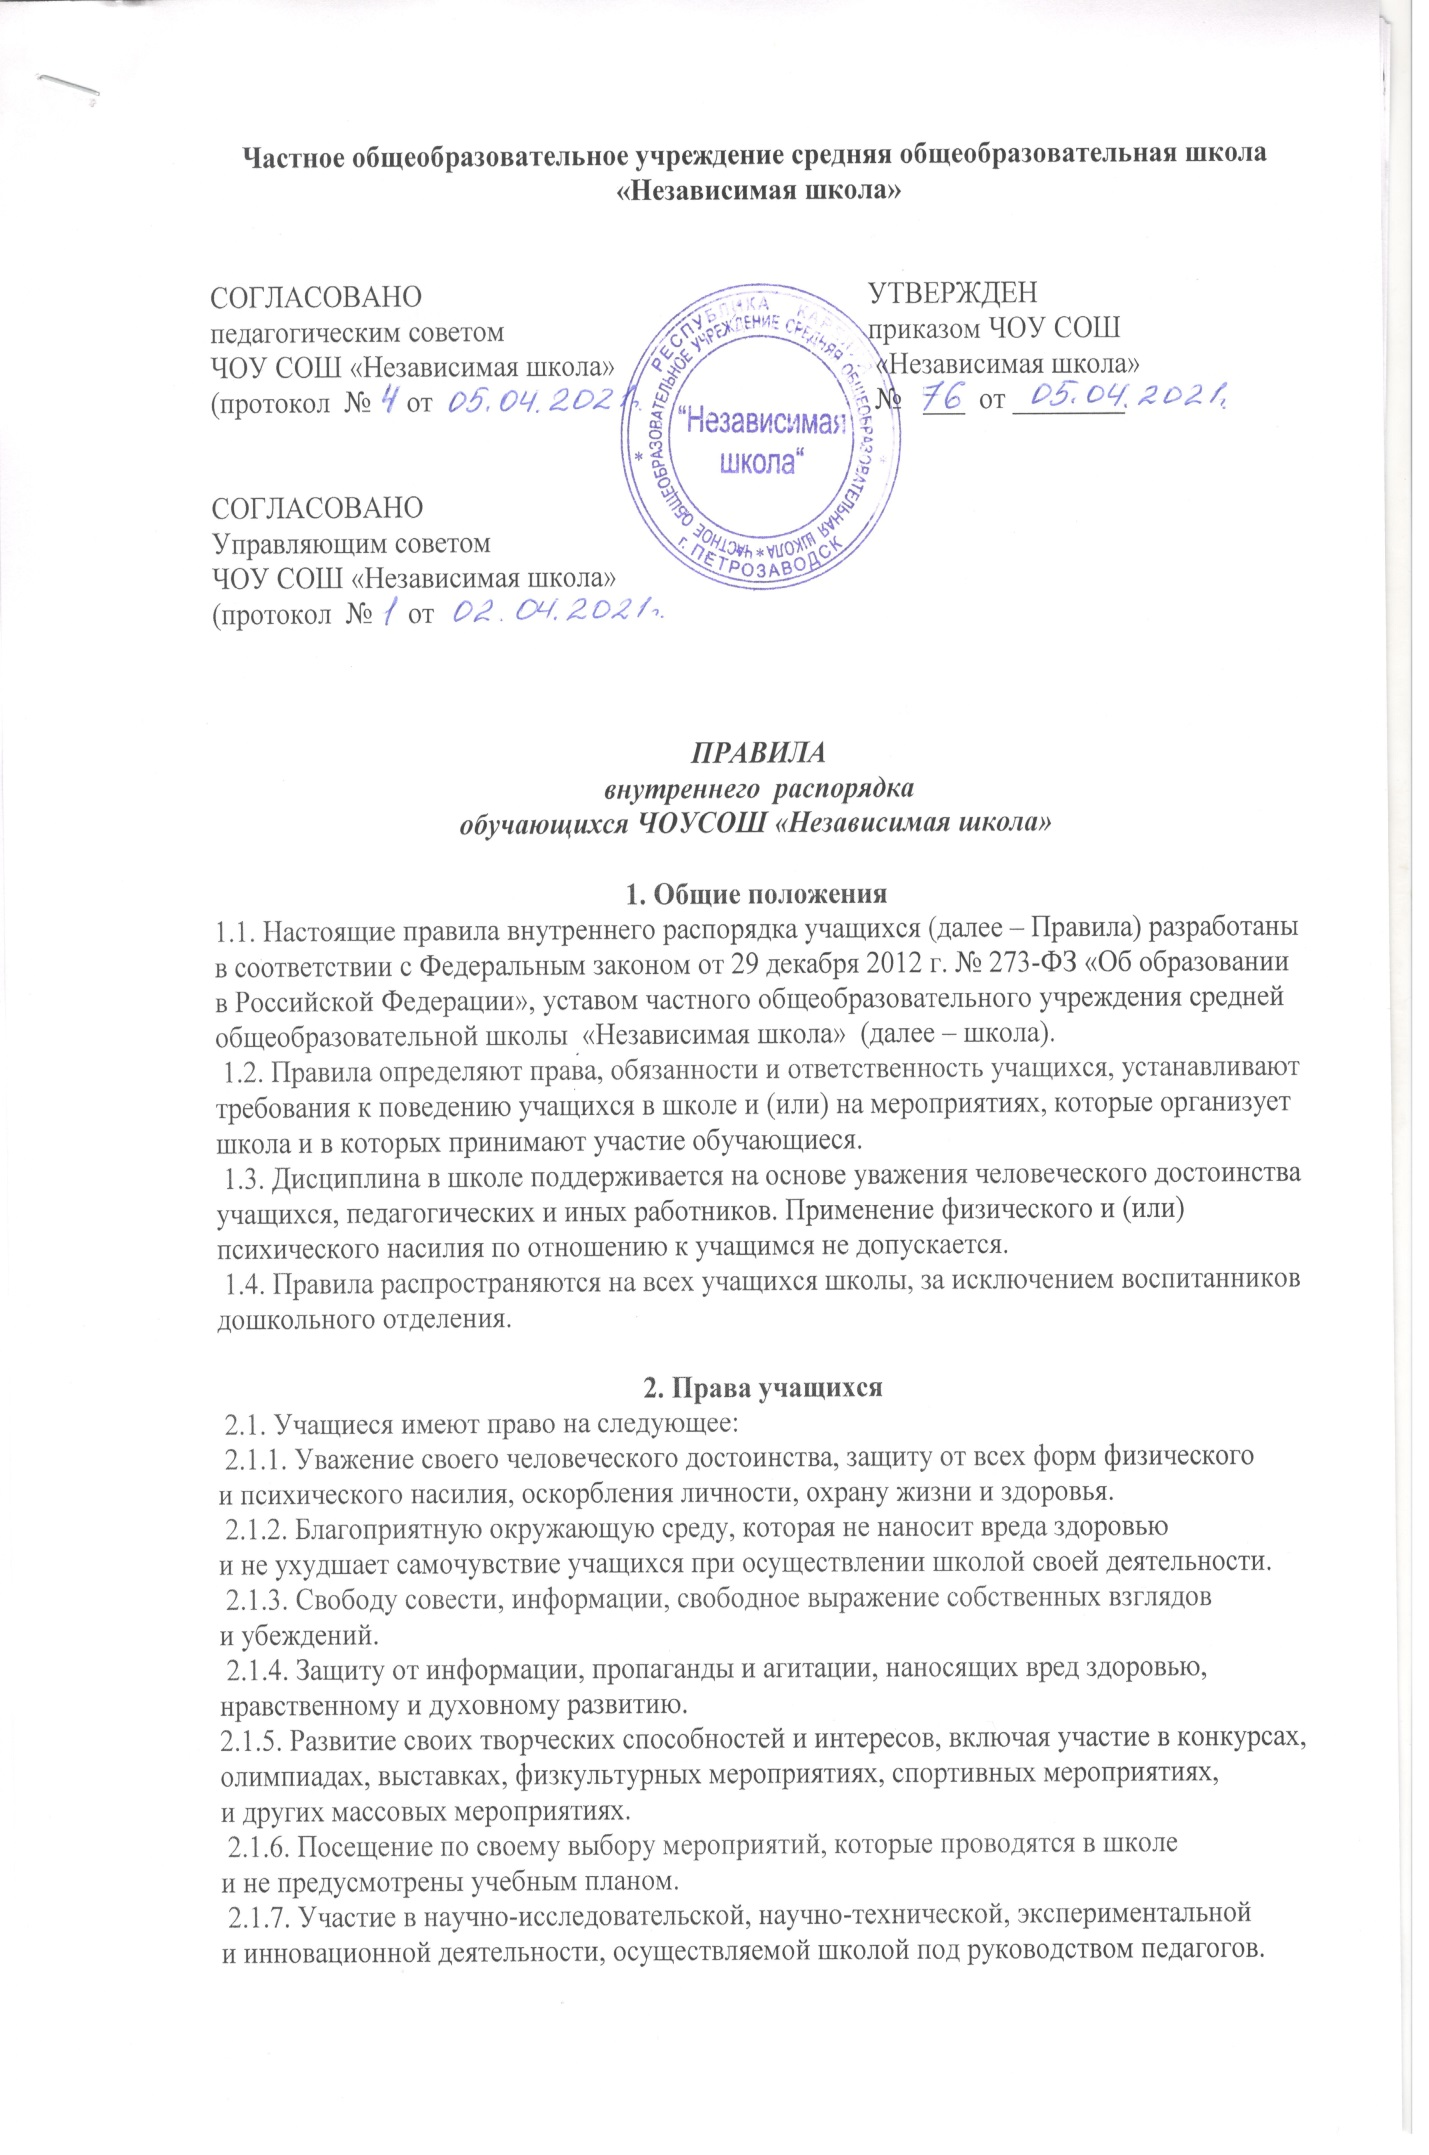 Частное общеобразовательное учреждение средняя общеобразовательная школа
«Независимая школа»
СОГЛАСОВАНО
педагогическим советом
ЧОУ СОШ «Независимая школа»
(протокол № 4 от 05.04.2021г.
УТВЕРЖДЕН
приказом ЧОУ СОШ
«Независимая школа»
№ 76 от 05.04.2021г.
РЕСПУБЛИКА КАРЕЛИЯ
* г. ПЕТРОЗАВОДСК *
ЧАСТНОЕ ОБЩЕОБРАЗОВАТЕЛЬНОЕ УЧРЕЖДЕНИЕ СРЕДНЯЯ ОБЩЕОБРАЗОВАТЕЛЬНАЯ ШКОЛА *
"Независимая
школа"
СОГЛАСОВАНО
Управляющим советом
ЧОУ СОШ «Независимая школа»
(протокол № 1 от 02.04.2021г.
ПРАВИЛА
внутреннего распорядка
обучающихся ЧОУСОШ «Независимая школа»
1. Общие положения
1.1. Настоящие правила внутреннего распорядка учащихся (далее – Правила) разработаны
в соответствии с Федеральным законом от 29 декабря 2012 г. № 273-ФЗ «Об образовании
в Российской Федерации», уставом частного общеобразовательного учреждения средней
общеобразовательной школы «Независимая школа» (далее – школа).
1.2. Правила определяют права, обязанности и ответственность учащихся, устанавливают
требования к поведению учащихся в школе и (или) на мероприятиях, которые организует
школа и в которых принимают участие обучающиеся.
1.3. Дисциплина в школе поддерживается на основе уважения человеческого достоинства
учащихся, педагогических и иных работников. Применение физического и (или)
психического насилия по отношению к учащимся не допускается.
1.4. Правила распространяются на всех учащихся школы, за исключением воспитанников
дошкольного отделения.
2. Права учащихся
2.1. Учащиеся имеют право на следующее:
2.1.1. Уважение своего человеческого достоинства, защиту от всех форм физического
и психического насилия, оскорбления личности, охрану жизни и здоровья.
2.1.2. Благоприятную окружающую среду, которая не наносит вреда здоровью
и не ухудшает самочувствие учащихся при осуществлении школой своей деятельности.
2.1.3. Свободу совести, информации, свободное выражение собственных взглядов
и убеждений.
2.1.4. Защиту от информации, пропаганды и агитации, наносящих вред здоровью,
нравственному и духовному развитию.
2.1.5. Развитие своих творческих способностей и интересов, включая участие в конкурсах,
олимпиадах, выставках, физкультурных мероприятиях, спортивных мероприятиях,
и других массовых мероприятиях.
2.1.6. Посещение по своему выбору мероприятий, которые проводятся в школе
и не предусмотрены учебным планом.
2.1.7. Участие в научно-исследовательской, научно-технической, экспериментальной
и инновационной деятельности, осуществляемой школой под руководством педагогов.